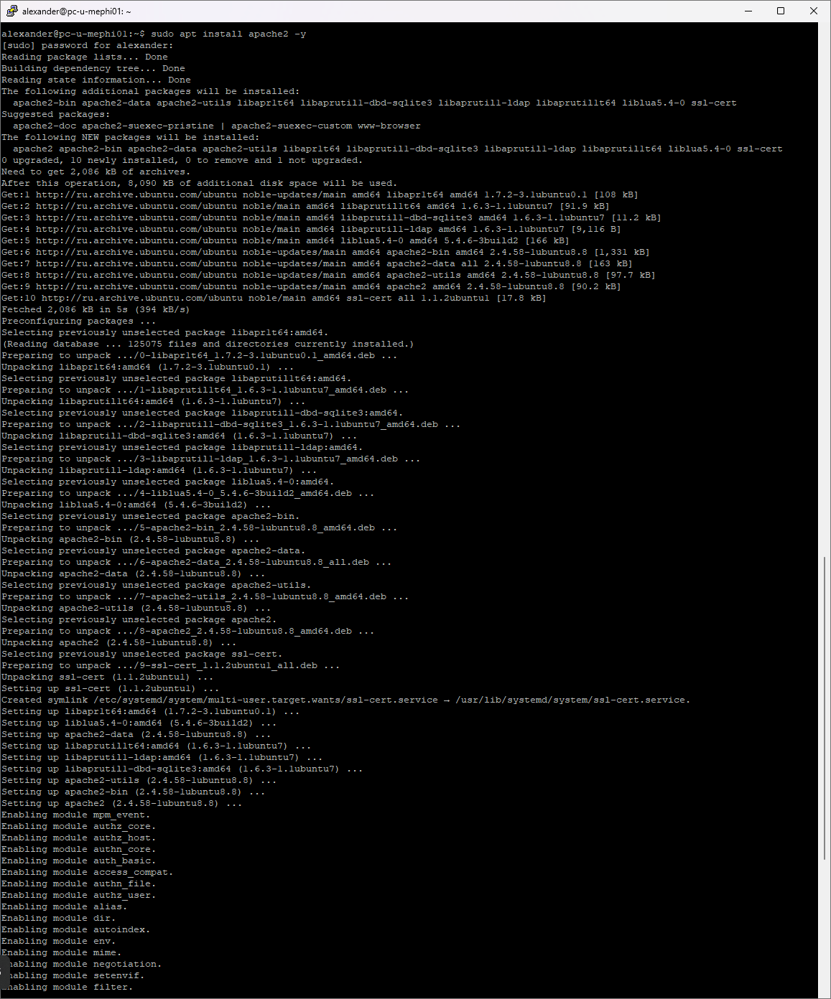 alexander@pc-u-mephi01: ~
alexander@pc-u-mephi01:~$ sudo apt install apache2 -y
[sudo] password for alexander:
Reading package lists... Done
Building dependency tree... Done
Reading state information... Done
The following additional packages will be installed:
  apache2-bin apache2-data apache2-utils libapr1t64 libaprutil1-dbd-sqlite3 libaprutil1-ldap libaprutil1t64 liblua5.4-0 ssl-cert
Suggested packages:
  apache2-doc apache2-suexec-pristine | apache2-suexec-custom www-browser
The following NEW packages will be installed:
  apache2 apache2-bin apache2-data apache2-utils libapr1t64 libaprutil1-dbd-sqlite3 libaprutil1-ldap libaprutil1t64 liblua5.4-0 ssl-cert
0 upgraded, 10 newly installed, 0 to remove and 1 not upgraded.
Need to get 2,086 kB of archives.
After this operation, 8,090 kB of additional disk space will be used.
Get:1 http://ru.archive.ubuntu.com/ubuntu noble-updates/main amd64 libapr1t64 amd64 1.7.2-3.1ubuntu0.1 [108 kB]
Get:2 http://ru.archive.ubuntu.com/ubuntu noble/main amd64 libaprutil1t64 amd64 1.6.3-1.1ubuntu7 [91.9 kB]
Get:3 http://ru.archive.ubuntu.com/ubuntu noble/main amd64 libaprutil1-dbd-sqlite3 amd64 1.6.3-1.1ubuntu7 [11.2 kB]
Get:4 http://ru.archive.ubuntu.com/ubuntu noble/main amd64 libaprutil1-ldap amd64 1.6.3-1.1ubuntu7 [9,116 B]
Get:5 http://ru.archive.ubuntu.com/ubuntu noble/main amd64 liblua5.4-0 amd64 5.4.6-3build2 [166 kB]
Get:6 http://ru.archive.ubuntu.com/ubuntu noble-updates/main amd64 apache2-bin amd64 2.4.58-1ubuntu8.8 [1,331 kB]
Get:7 http://ru.archive.ubuntu.com/ubuntu noble-updates/main amd64 apache2-data all 2.4.58-1ubuntu8.8 [163 kB]
Get:8 http://ru.archive.ubuntu.com/ubuntu noble-updates/main amd64 apache2-utils amd64 2.4.58-1ubuntu8.8 [97.7 kB]
Get:9 http://ru.archive.ubuntu.com/ubuntu noble-updates/main amd64 apache2 amd64 2.4.58-1ubuntu8.8 [90.2 kB]
Get:10 http://ru.archive.ubuntu.com/ubuntu noble/main amd64 ssl-cert all 1.1.2ubuntu1 [17.8 kB]
Fetched 2,086 kB in 5s (394 kB/s)
Preconfiguring packages ...
Selecting previously unselected package libapr1t64:amd64.
(Reading database ... 125075 files and directories currently installed.)
Preparing to unpack .../0-libapr1t64_1.7.2-3.1ubuntu0.1_amd64.deb ...
Unpacking libapr1t64:amd64 (1.7.2-3.1ubuntu0.1) ...
Selecting previously unselected package libaprutil1t64:amd64.
Preparing to unpack .../1-libaprutil1t64_1.6.3-1.1ubuntu7_amd64.deb ...
Unpacking libaprutil1t64:amd64 (1.6.3-1.1ubuntu7) ...
Selecting previously unselected package libaprutil1-dbd-sqlite3:amd64.
Preparing to unpack .../2-libaprutil1-dbd-sqlite3_1.6.3-1.1ubuntu7_amd64.deb ...
Unpacking libaprutil1-dbd-sqlite3:amd64 (1.6.3-1.1ubuntu7) ...
Selecting previously unselected package libaprutil1-ldap:amd64.
Preparing to unpack .../3-libaprutil1-ldap_1.6.3-1.1ubuntu7_amd64.deb ...
Unpacking libaprutil1-ldap:amd64 (1.6.3-1.1ubuntu7) ...
Selecting previously unselected package liblua5.4-0:amd64.
Preparing to unpack .../4-liblua5.4-0_5.4.6-3build2_amd64.deb ...
Unpacking liblua5.4-0:amd64 (5.4.6-3build2) ...
Selecting previously unselected package apache2-bin.
Preparing to unpack .../5-apache2-bin_2.4.58-1ubuntu8.8_amd64.deb ...
Unpacking apache2-bin (2.4.58-1ubuntu8.8) ...
Selecting previously unselected package apache2-data.
Preparing to unpack .../6-apache2-data_2.4.58-1ubuntu8.8_all.deb ...
Unpacking apache2-data (2.4.58-1ubuntu8.8) ...
Selecting previously unselected package apache2-utils.
Preparing to unpack .../7-apache2-utils_2.4.58-1ubuntu8.8_amd64.deb ...
Unpacking apache2-utils (2.4.58-1ubuntu8.8) ...
Selecting previously unselected package apache2.
Preparing to unpack .../8-apache2_2.4.58-1ubuntu8.8_amd64.deb ...
Unpacking apache2 (2.4.58-1ubuntu8.8) ...
Selecting previously unselected package ssl-cert.
Preparing to unpack .../9-ssl-cert_1.1.2ubuntu1_all.deb ...
Unpacking ssl-cert (1.1.2ubuntu1) ...
Setting up ssl-cert (1.1.2ubuntu1) ...
Created symlink /etc/systemd/system/multi-user.target.wants/ssl-cert.service → /usr/lib/systemd/system/ssl-cert.service.
Setting up libapr1t64:amd64 (1.7.2-3.1ubuntu0.1) ...
Setting up liblua5.4-0:amd64 (5.4.6-3build2) ...
Setting up apache2-data (2.4.58-1ubuntu8.8) ...
Setting up libaprutil1t64:amd64 (1.6.3-1.1ubuntu7) ...
Setting up libaprutil1-ldap:amd64 (1.6.3-1.1ubuntu7) ...
Setting up libaprutil1-dbd-sqlite3:amd64 (1.6.3-1.1ubuntu7) ...
Setting up apache2-utils (2.4.58-1ubuntu8.8) ...
Setting up apache2-bin (2.4.58-1ubuntu8.8) ...
Setting up apache2 (2.4.58-1ubuntu8.8) ...
Enabling module mpm_event.
Enabling module authz_core.
Enabling module authz_host.
Enabling module authn_core.
Enabling module auth_basic.
Enabling module access_compat.
Enabling module authn_file.
Enabling module authz_user.
Enabling module alias.
Enabling module dir.
Enabling module autoindex.
Enabling module env.
Enabling module mime.
nabling module negotiation.
nabling module setenvif.
nabling module filter.